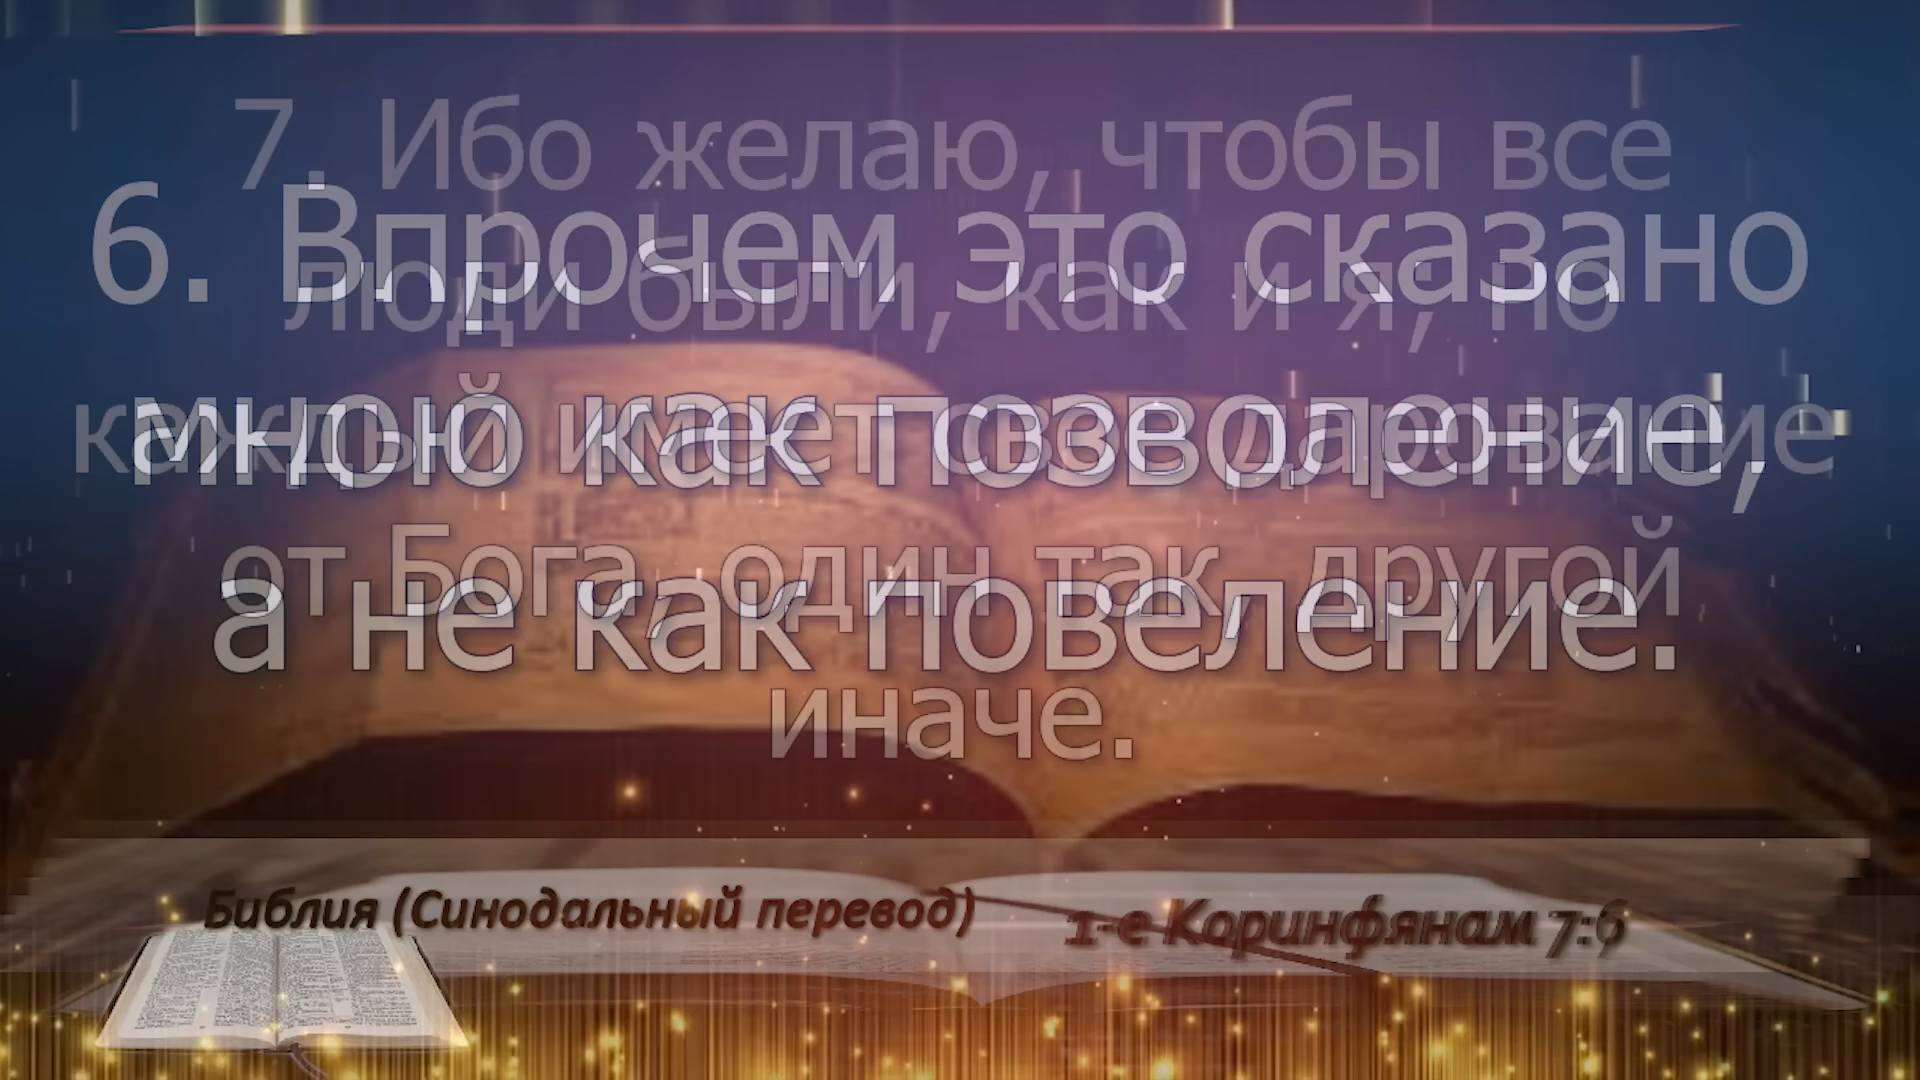 7. Ибо желаю, чтобы все
люди были, как и я; но
каждый имеет свое дарование
от Бога, один так, другой
иначе.
6. Впрочем это сказано
мною как позволение,
а не как повеление.
Библия (Синодальный перевод)
1-е Коринфянам 7:6